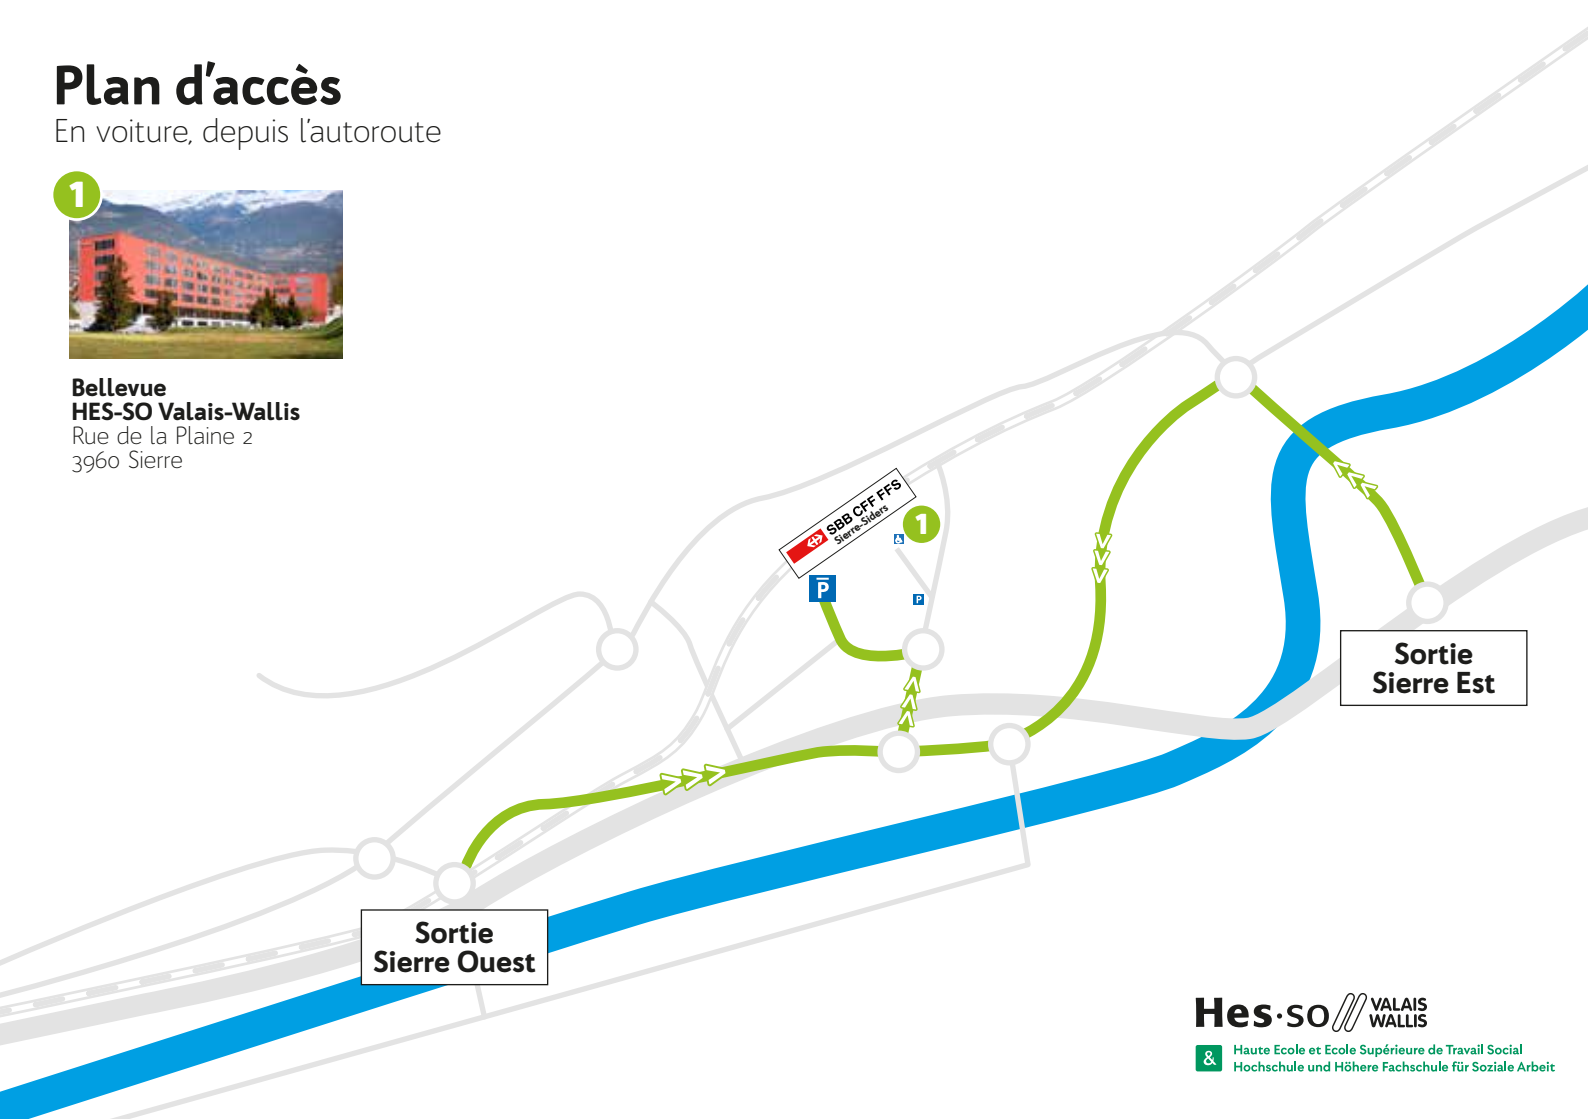 Plan d'accès
En voiture, depuis l'autoroute
1
Bellevue
HES-SO Valais-Wallis
Rue de la Plaine 2
3960 Sierre
SBB CFF FFS
Sierre-Siders
1
P
P
Sortie
Sierre Est
Sortie
Sierre Ouest
Hes·so VALAIS
WALLIS
& Haute Ecole et Ecole Supérieure de Travail Social
Hochschule und Höhere Fachschule für Soziale Arbeit